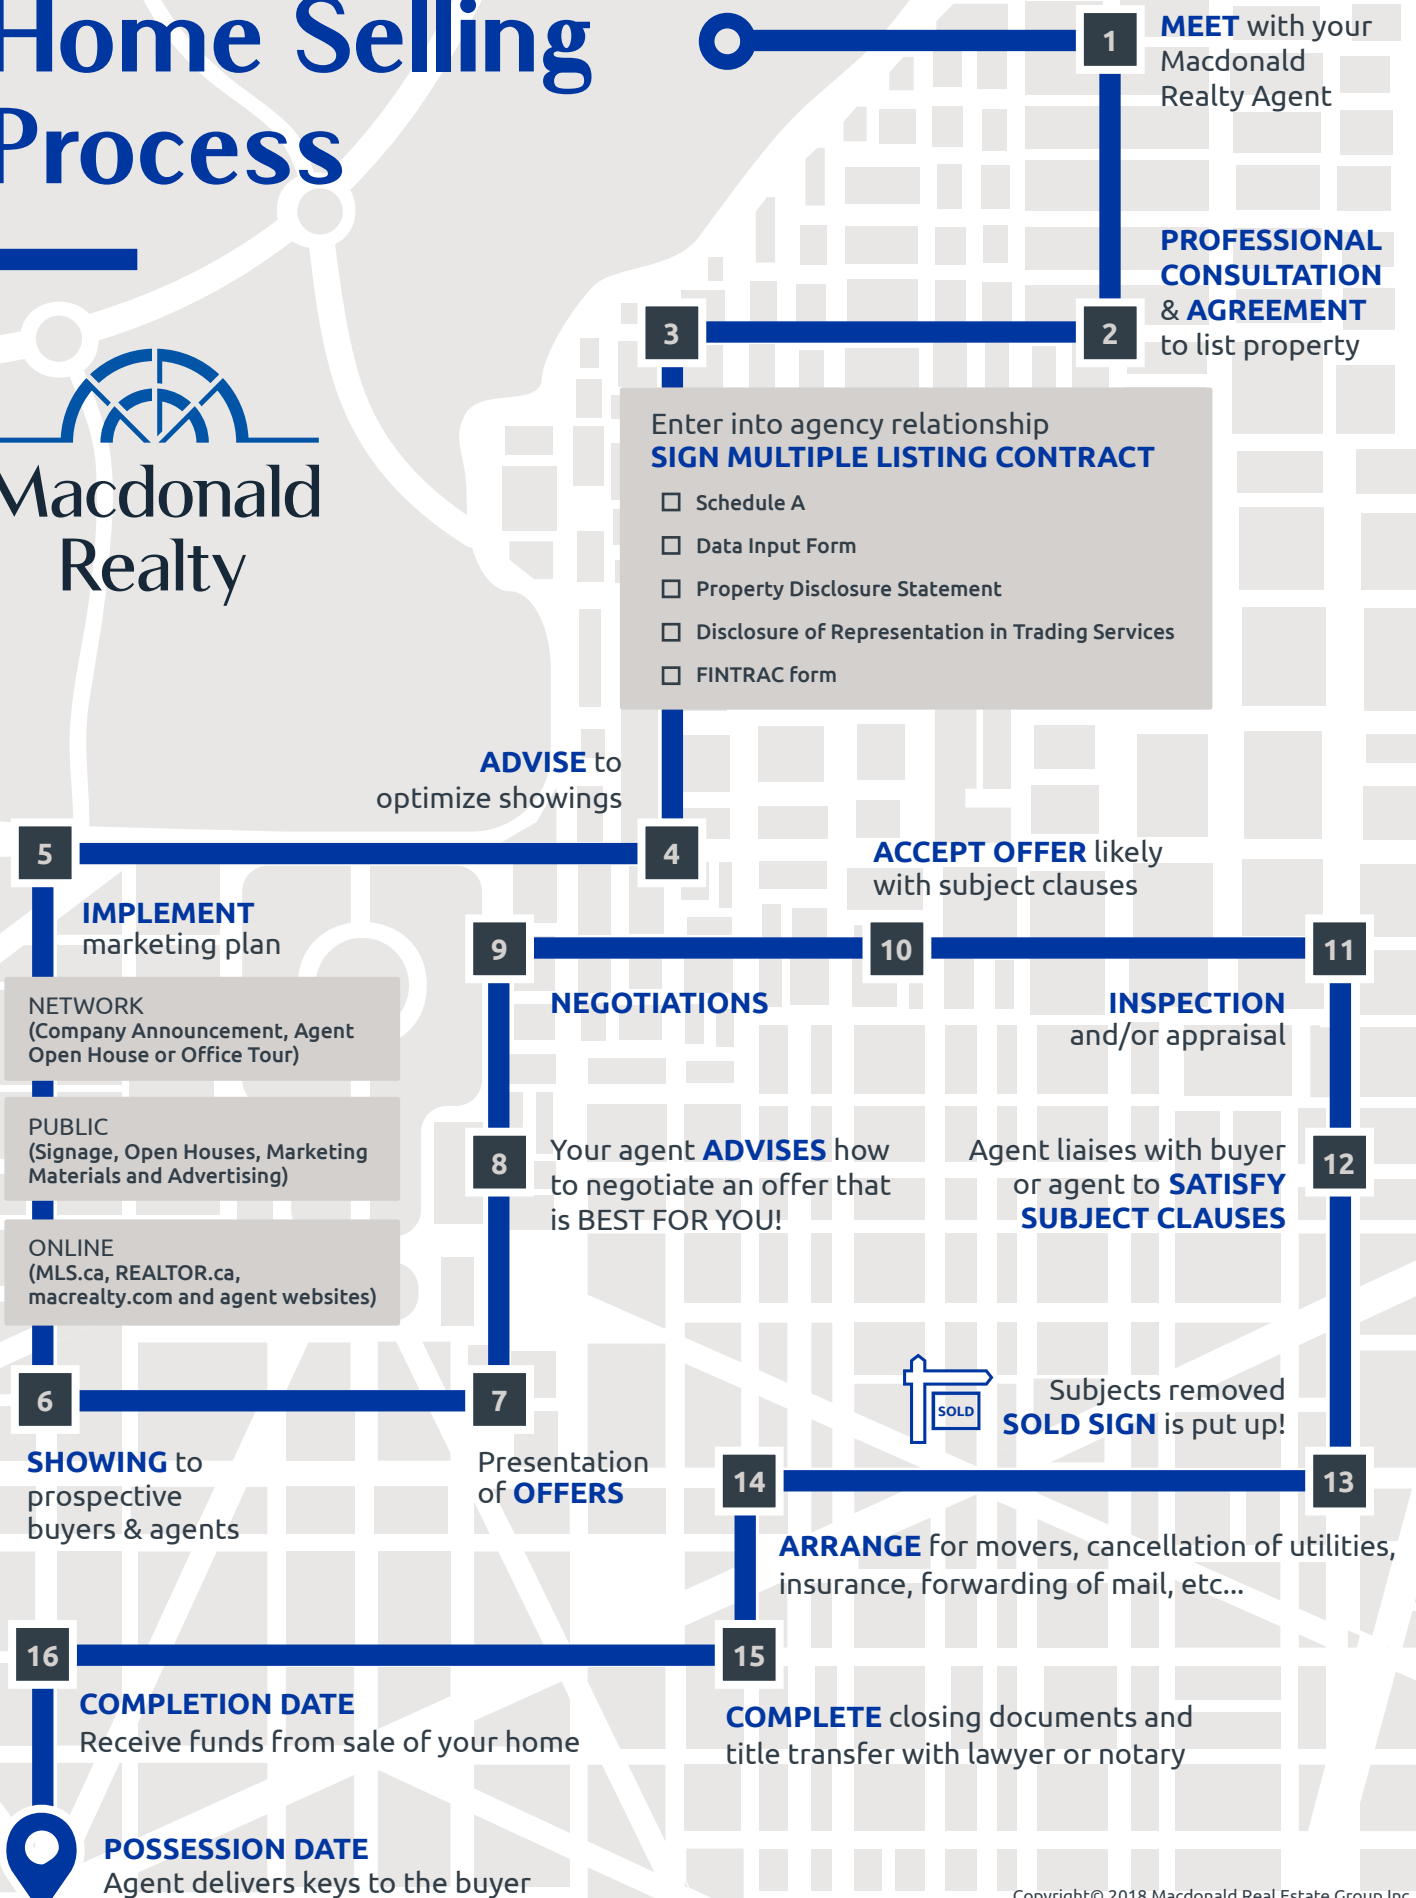 Home Selling
Process
Macdonald
Realty
1
MEET with your
Macdonald
Realty Agent
2
PROFESSIONAL
CONSULTATION
& AGREEMENT
to list property
3
Enter into agency relationship
SIGN MULTIPLE LISTING CONTRACT
Schedule A
Data Input Form
Property Disclosure Statement
Disclosure of Representation in Trading Services
FINTRAC form
4
ADVISE to
optimize showings
5
IMPLEMENT
marketing plan
NETWORK
(Company Announcement, Agent
Open House or Office Tour)
PUBLIC
(Signage, Open Houses, Marketing
Materials and Advertising)
ONLINE
(MLS.ca, REALTOR.ca,
macrealty.com and agent websites)
6
SHOWING to
prospective
buyers & agents
7
Presentation
of OFFERS
8
Your agent ADVISES how
to negotiate an offer that
is BEST FOR YOU!
9
NEGOTIATIONS
10
ACCEPT OFFER likely
with subject clauses
11
INSPECTION
and/or appraisal
12
Agent liaises with buyer
or agent to SATISFY
SUBJECT CLAUSES
13
SOLD
Subjects removed
SOLD SIGN is put up!
14
ARRANGE for movers, cancellation of utilities,
insurance, forwarding of mail, etc...
15
COMPLETE closing documents and
title transfer with lawyer or notary
16
COMPLETION DATE
Receive funds from sale of your home
POSSESSION DATE
Agent delivers keys to the buyer
Copyright© 2018 Macdonald Real Estate Group Inc